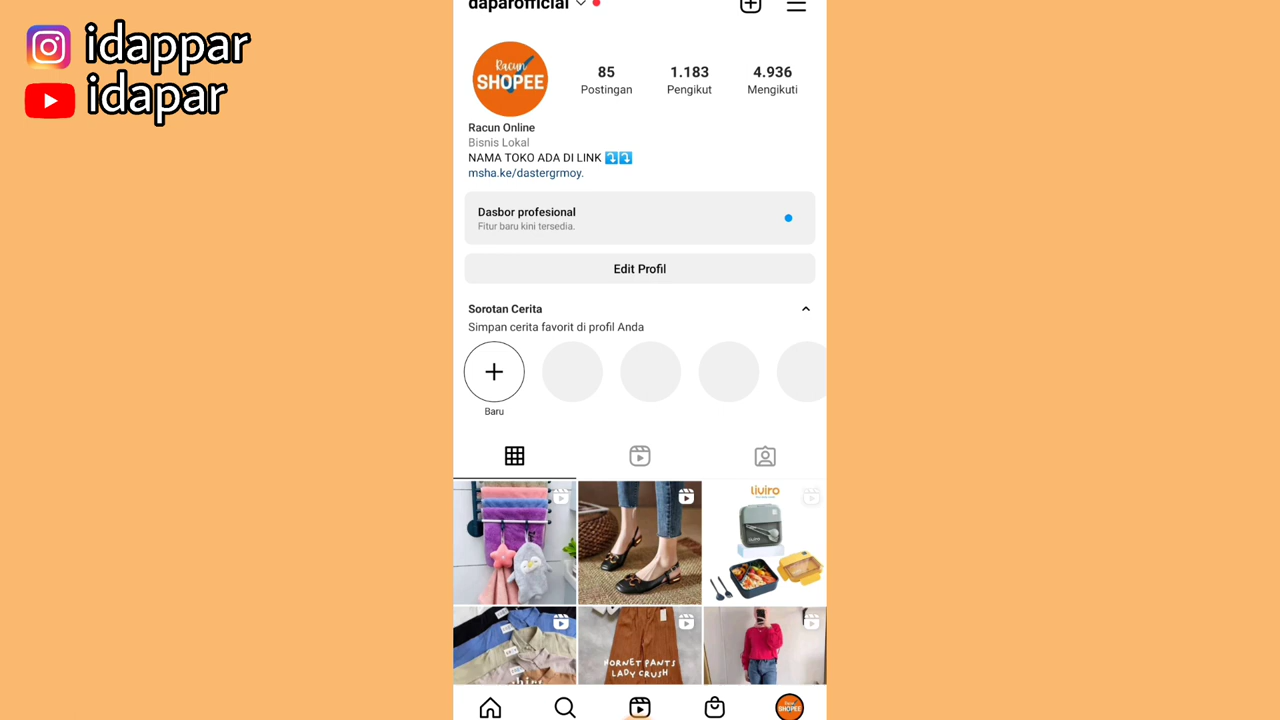 idappar
idapar
daparofficial
85
Postingan
1.183
Pengikut
4.936
Mengikuti
Racun
SHOPEE
Racun Online
Bisnis Lokal
NAMA TOKO ADA DI LINK
msha.ke/dastergrmoy.
Dasbor profesional
Fitur baru kini tersedia.
Edit Profil
Sorotan Cerita
Simpan cerita favorit di profil Anda
Baru
liviro
HORNET PANTS
LADY CRUSH
SHOPEE